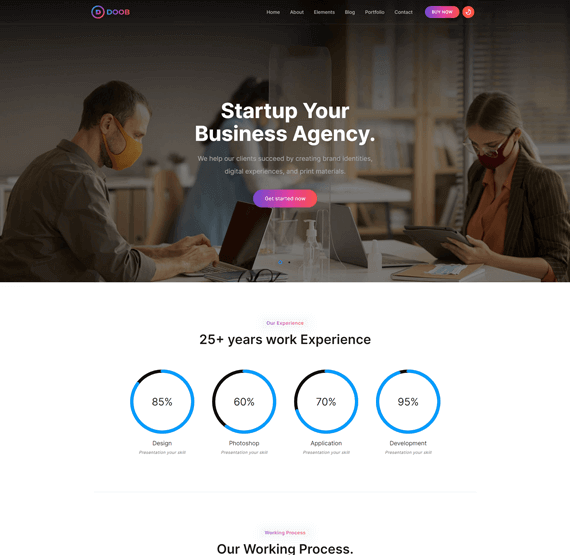 DOOB
Home About Elements Blog Portfolio Contact
BUY NOW
Startup Your
Business Agency.
We help our clients succeed by creating brand identities,
digital experiences, and print materials.
Get started now
Our Experience
25+ years work Experience
85% 60% 70% 95%
Design Photoshop Application Development
Presentation your skill Presentation your skill Presentation your skill Presentation your skill
Working Process
Our Working Process.